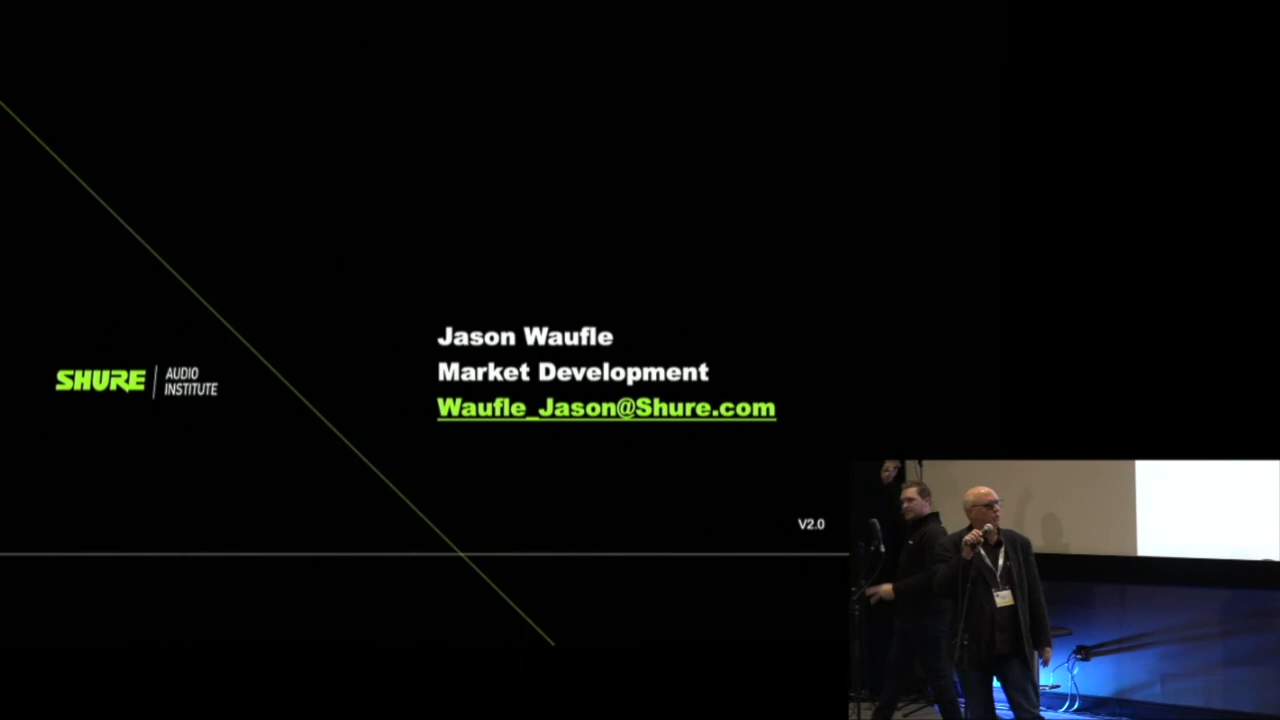 SHURE
AUDIO
INSTITUTE
Jason Waufle
Market Development
Waufle_Jason@Shure.com
V2.0